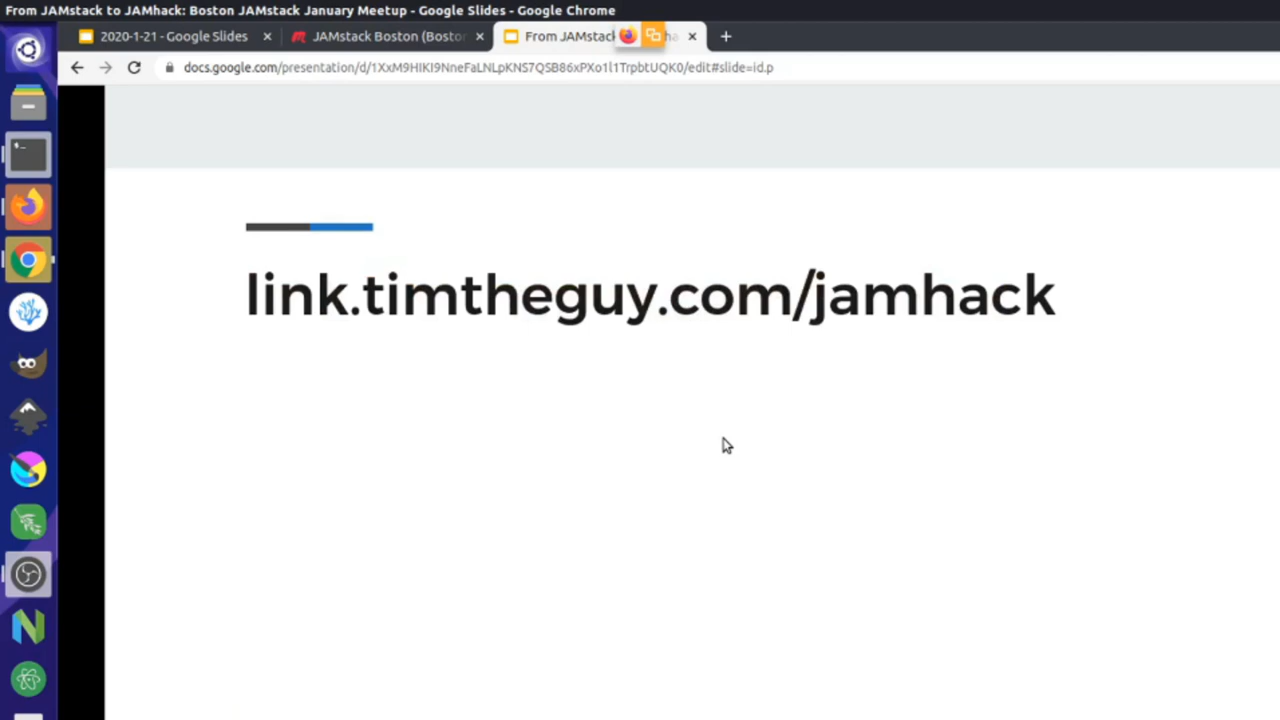 From JAMstack to JAMhack: Boston JAMstack January Meetup - Google Slides - Google Chrome
2020-1-21 - Google Slides
JAMstack Boston (Bosto
From JAMstac
docs.google.com/presentation/d/1XxM9HIKI9NneFaLNLpKNS7QSB86xPXo1l1TrpbtUQK0/edit#slide=id.p
link.timtheguy.com/jamhack